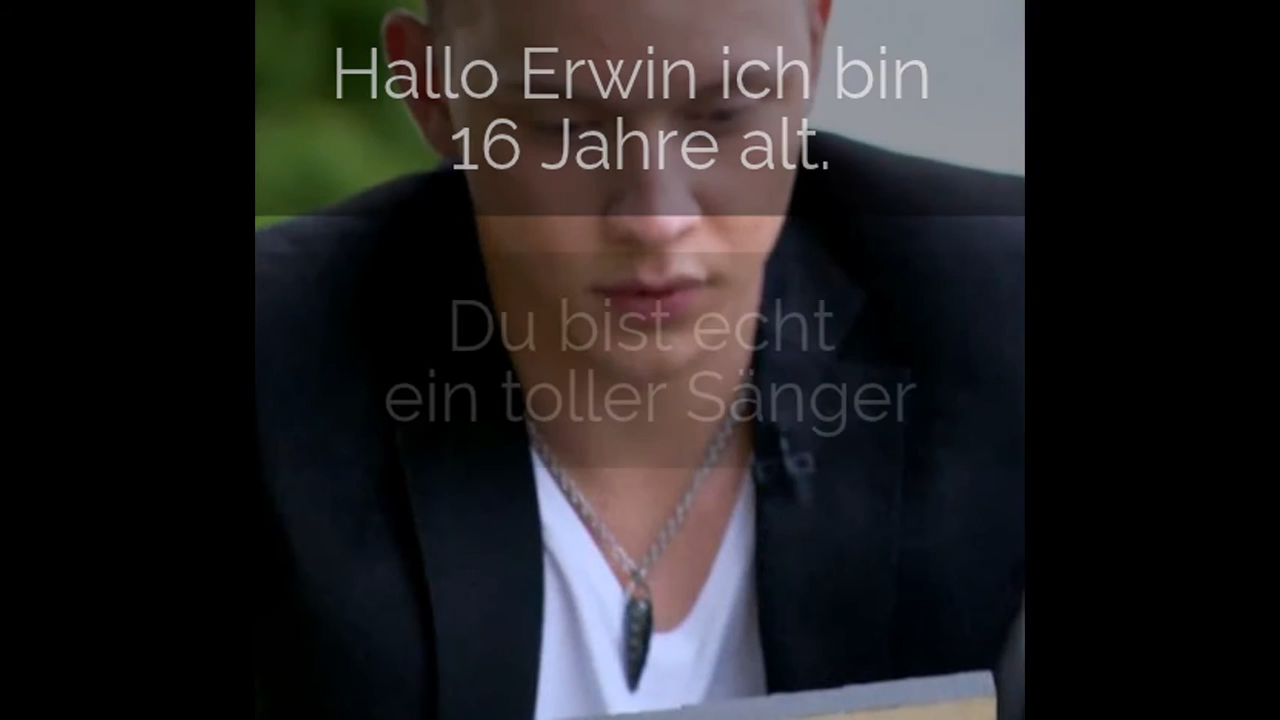 Hallo Erwin ich bin
16 Jahre alt.
Du bist echt
ein toller Sänger